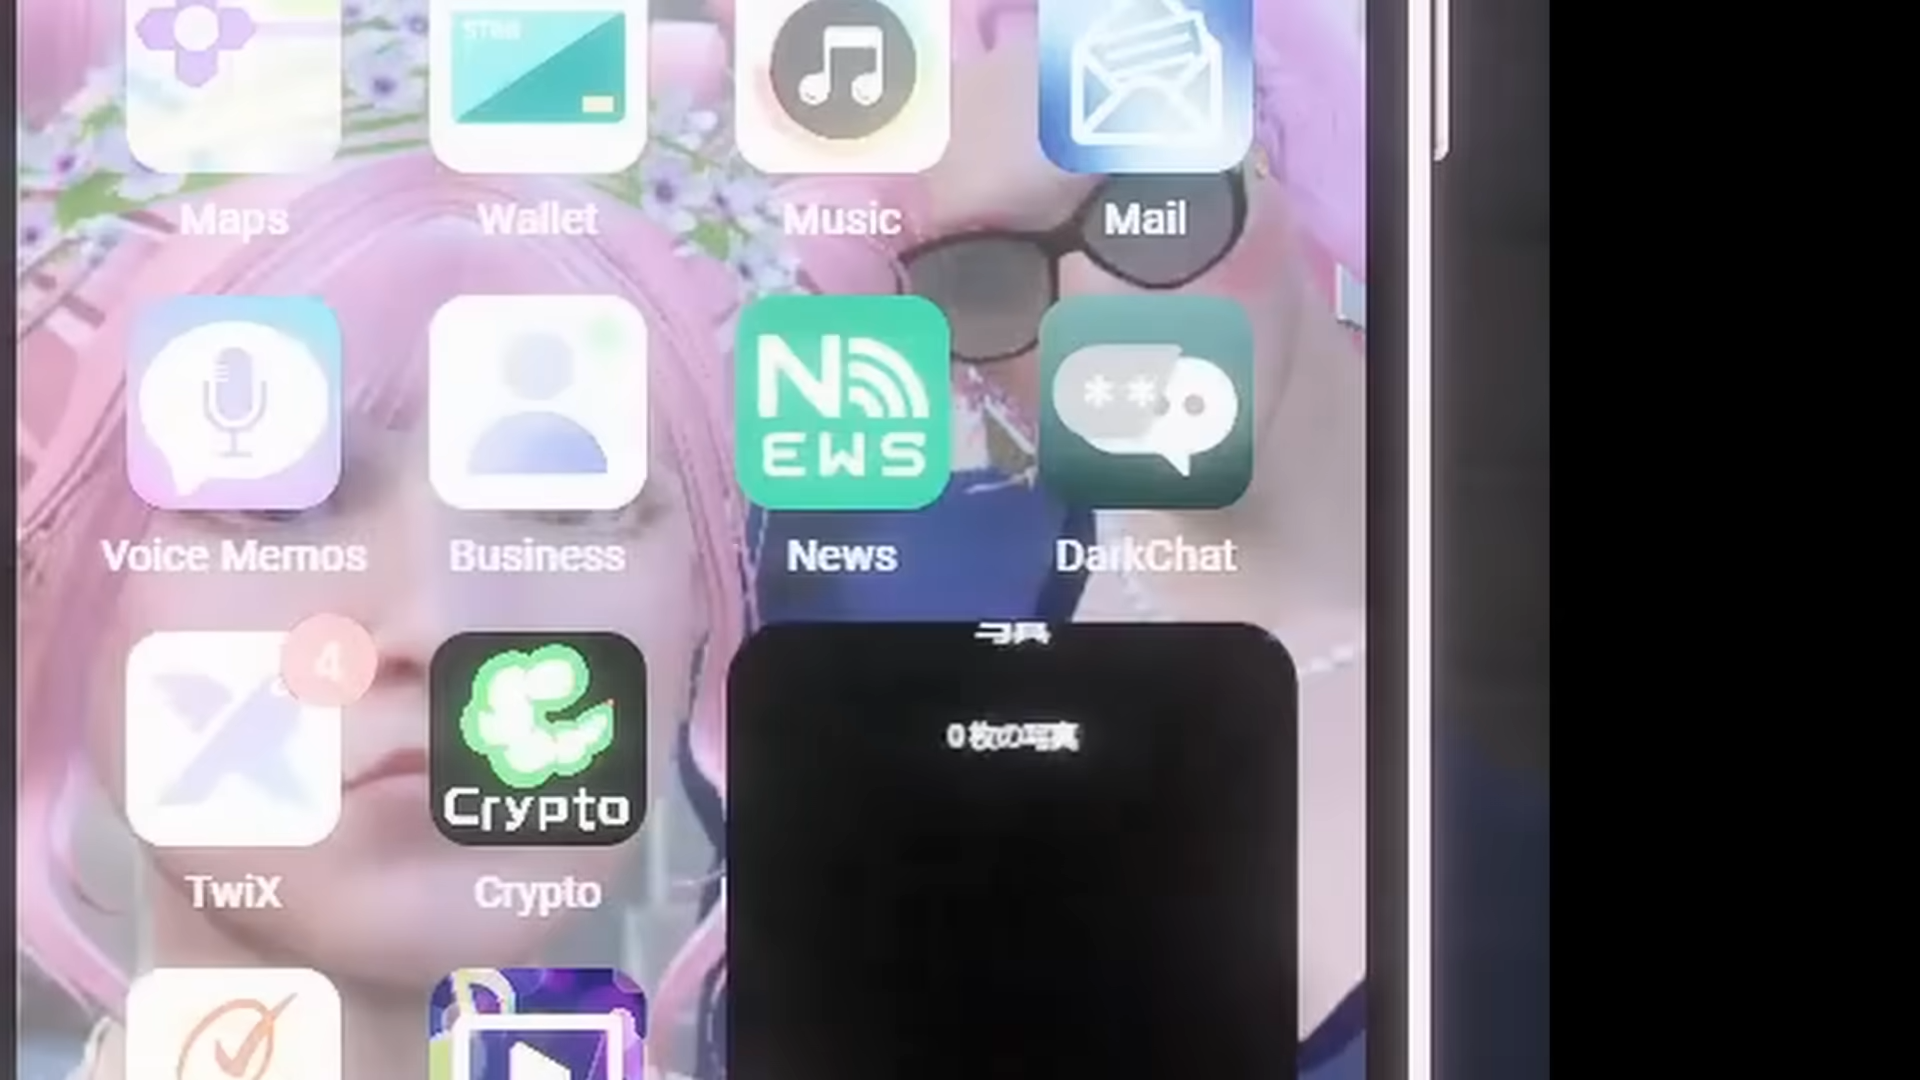 Maps
Wallet
Music
Mail
N
EWS
**
Voice Memos
Business
News
DarkChat
4
Crypto
写真
0枚の写真
TwiX
Crypto